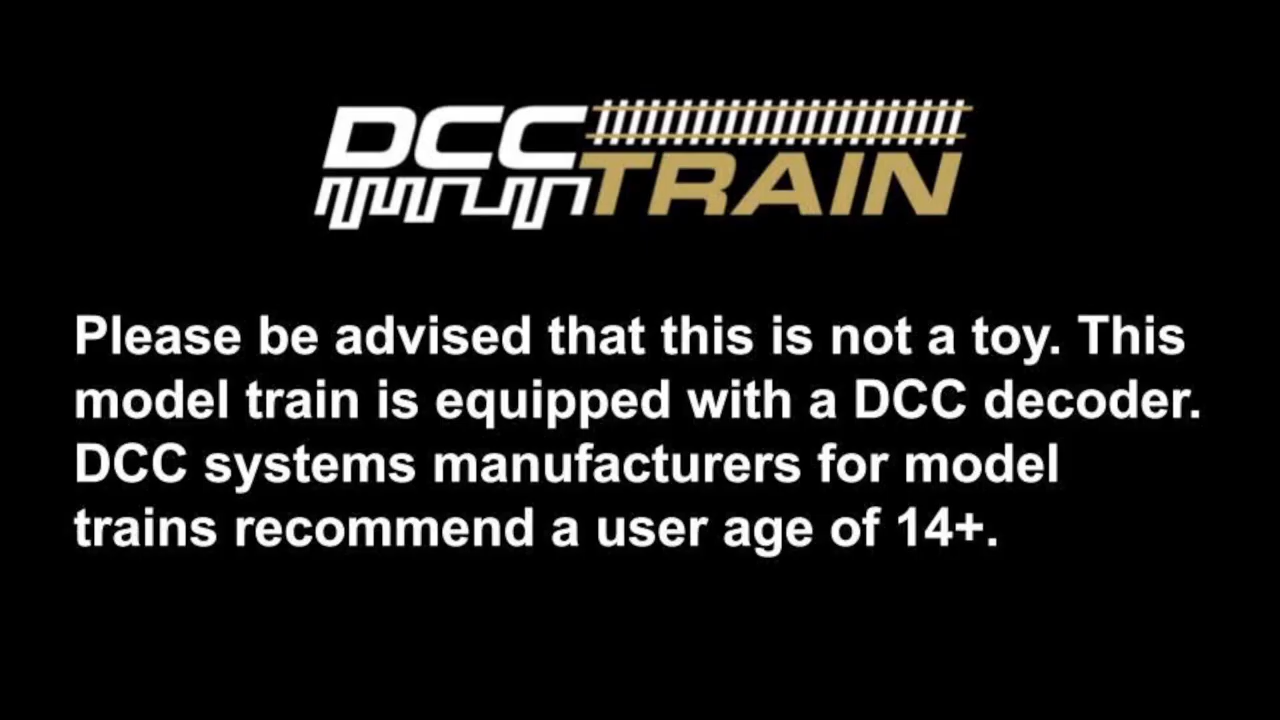 DCC
TRAIN
Please be advised that this is not a toy. This
model train is equipped with a DCC decoder.
DCC systems manufacturers for model
trains recommend a user age of 14+.